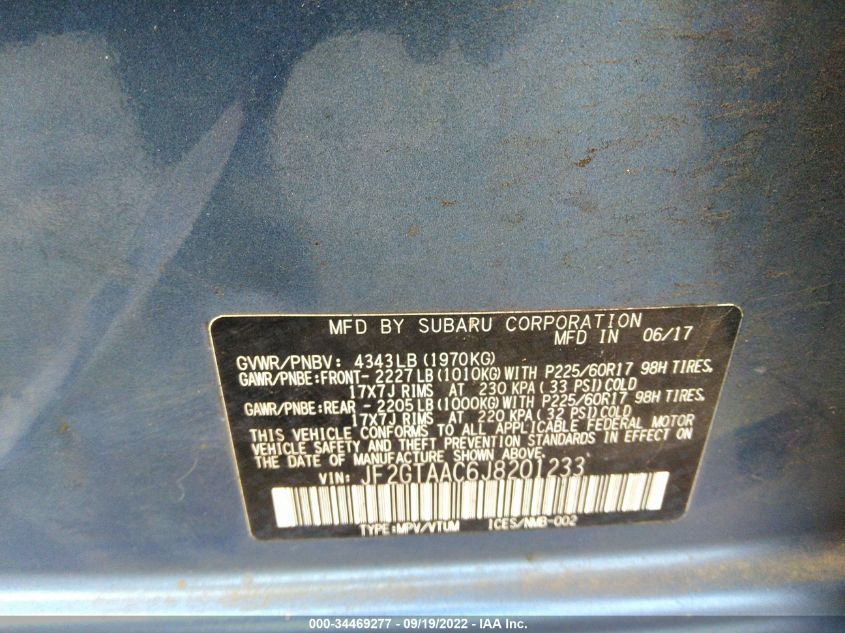 MFD BY SUBARU CORPORATION
MFD IN 06/17
GVWR/PNBV: 4343LB (1970KG)
GAWR/PNBE:FRONT- 2227LB (1010KG) WITH P225/60R17 98H TIRES,
17X7J RIMS AT 230 KPA ( 33 PSI) COLD
GAWR/PNBE:REAR - 2205LB (1000KG) WITH P225/60R17 98H TIRES,
17X7J RIMS AT 220 KPA ( 32 PSI) COLD
THIS VEHICLE CONFORMS TO ALL APPLICABLE FEDERAL MOTOR
VEHICLE SAFETY AND THEFT PREVENTION STANDARDS IN EFFECT ON
THE DATE OF MANUFACTURE SHOWN ABOVE.
VIN: JF2GTAAC6J8201233
TYPE:MPV/VTUM ICES/NMB-002
000-34469277 - 09/19/2022 - IAA Inc.